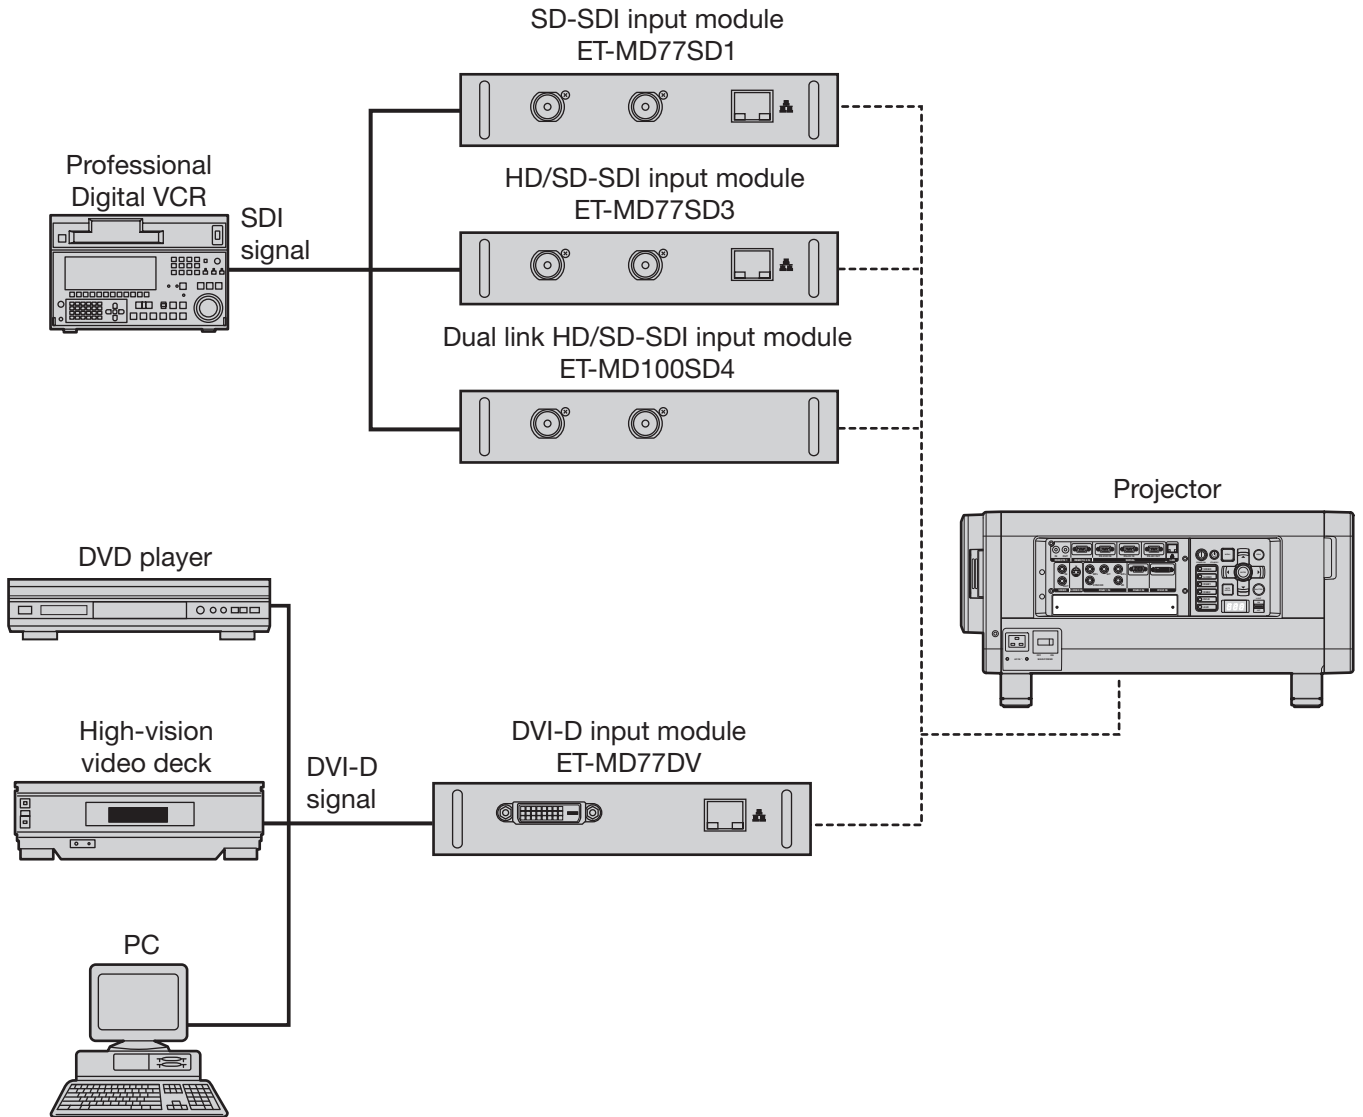 SD-SDI input module
ET-MD77SD1
Professional
Digital VCR
SDI
signal
HD/SD-SDI input module
ET-MD77SD3
Dual link HD/SD-SDI input module
ET-MD100SD4
Projector
DVD player
High-vision
video deck
DVI-D
signal
DVI-D input module
ET-MD77DV
PC